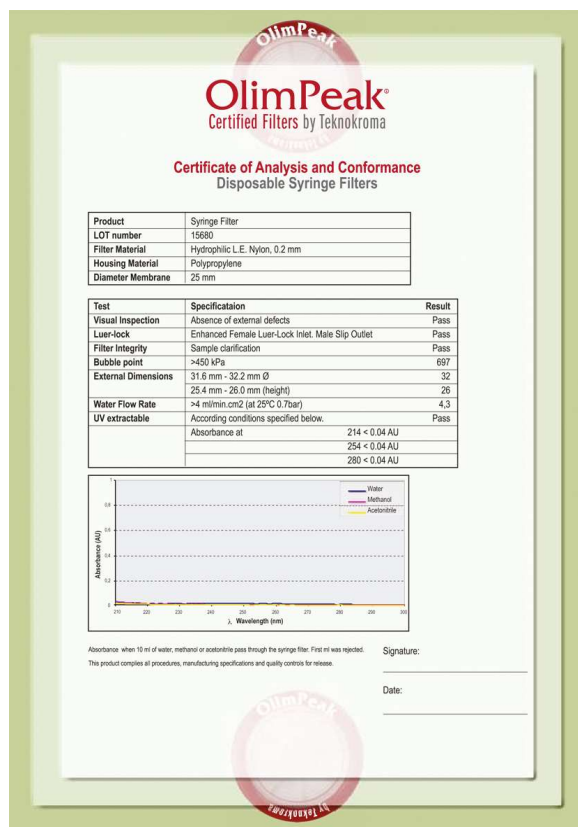 OlimPeak
OlimPeak®
Certified Filters by Teknokroma
Certificate of Analysis and Conformance
Disposable Syringe Filters
Product Syringe Filter
LOT number 15680
Filter Material Hydrophilic L.E. Nylon, 0.2 mm
Housing Material Polypropylene
Diameter Membrane 25 mm
Test Specificataion Result
Visual Inspection Absence of external defects Pass
Luer-lock Enhanced Female Luer-Lock Inlet. Male Slip Outlet Pass
Filter Integrity Sample clarification Pass
Bubble point >450 kPa 697
External Dimensions 31.6 mm - 32.2 mm Ø 32
25.4 mm - 26.0 mm (height) 26
Water Flow Rate >4 ml/min.cm2 (at 25ºC 0.7bar) 4,3
UV extractable According conditions specified below. Pass
Absorbance at 214 < 0.04 AU
254 < 0.04 AU
280 < 0.04 AU
Water
Methanol
Acetonitrile
Absorbance (AU)
1
0,8
0,6
0,4
0,2
0
210 220 230 240 250 260 270 280 290 300
λ Wavelength (nm)
Absorbance when 10 ml of water, methanol or acetonitrile pass through the syringe filter. First ml was rejected.
This product complies all procedures, manufacturing specifications and quality controls for release.
Signature:
Date:
OlimPeak
by Teknokroma